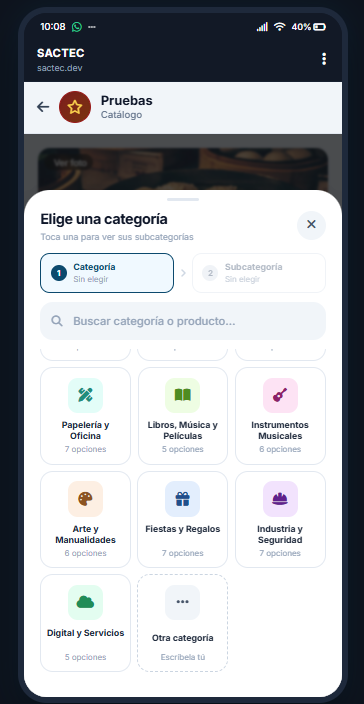 10:08
40%
SACTEC
sactec.dev
Pruebas
Catálogo
Ver foto
Elige una categoría
Toca una para ver sus subcategorías
1
Categoría
Sin elegir
2
Subcategoría
Sin elegir
Buscar categoría o producto...
Papelería y
Oficina
7 opciones
Libros, Música y
Películas
5 opciones
Instrumentos
Musicales
6 opciones
Arte y
Manualidades
6 opciones
Fiestas y Regalos
7 opciones
Industria y
Seguridad
7 opciones
Digital y Servicios
5 opciones
Otra categoría
Escríbela tú